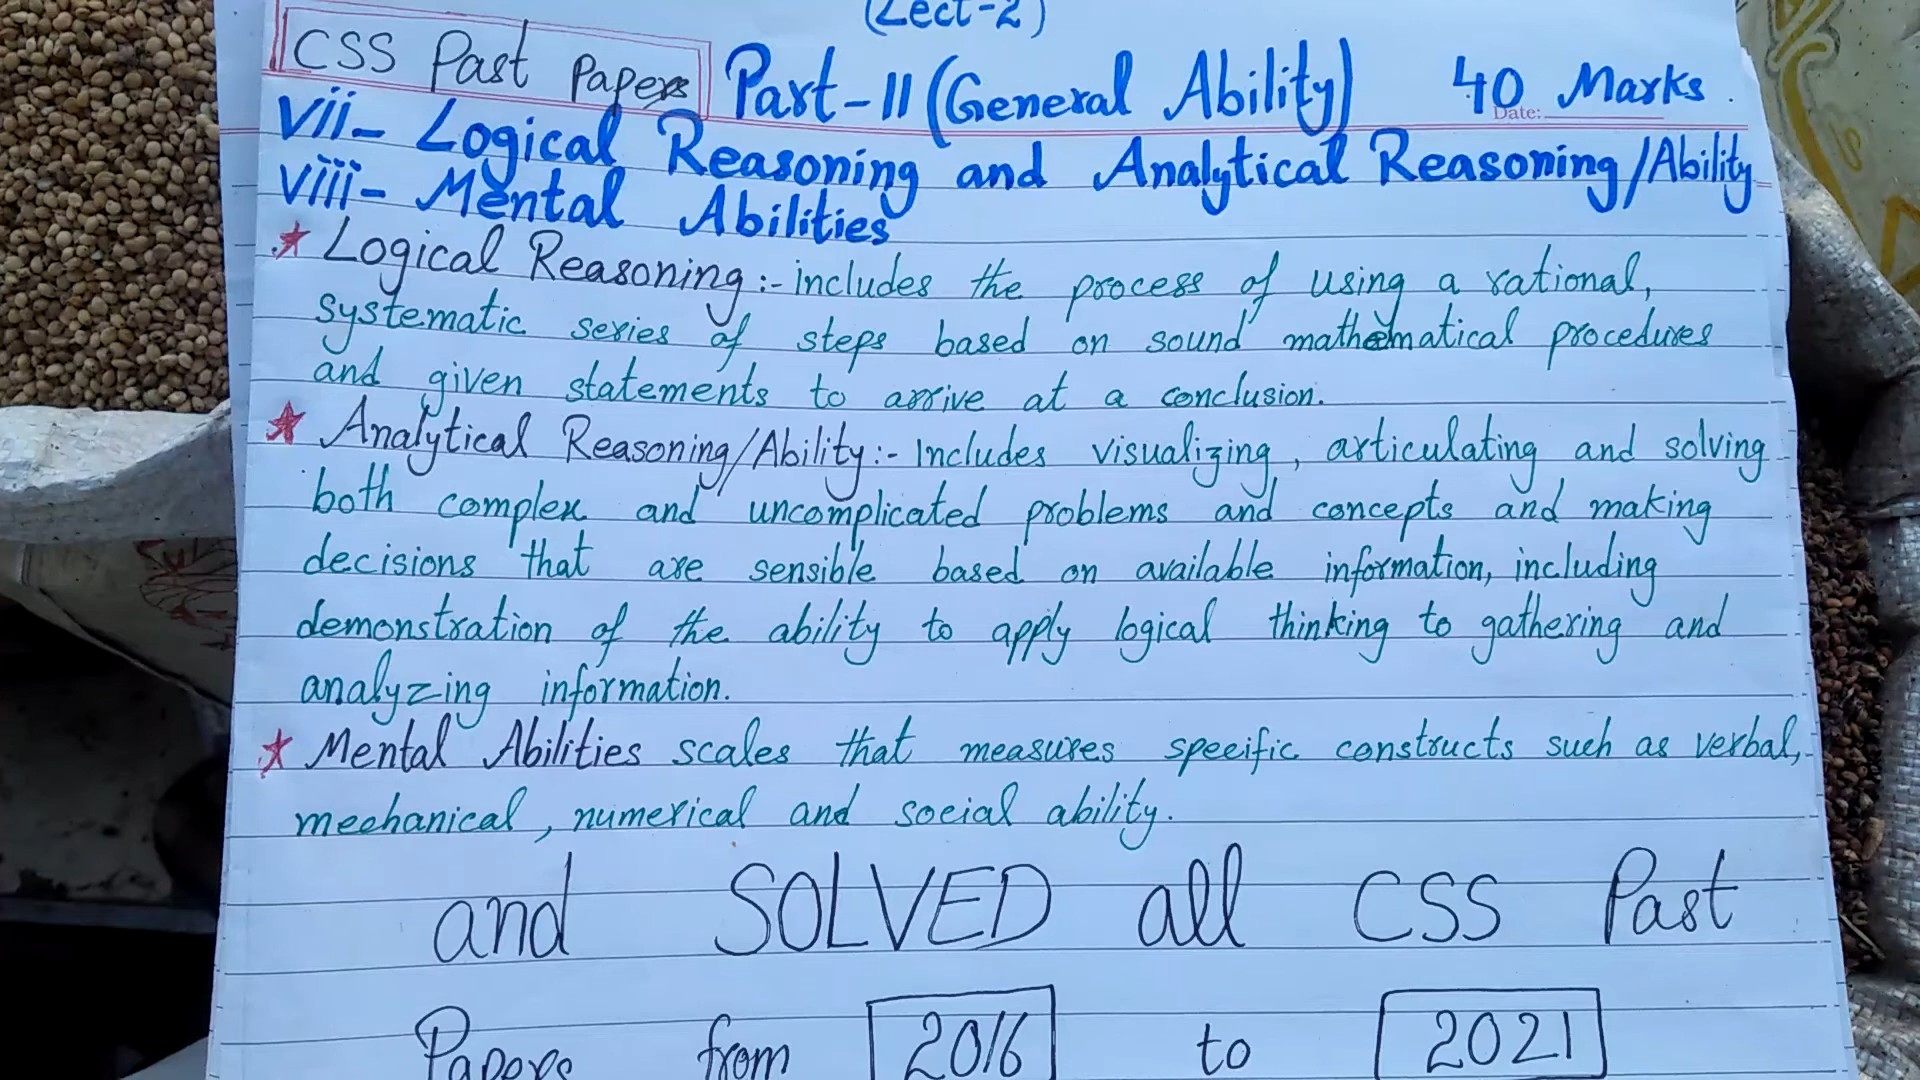 (Lect-2)
CSS Past Papers Part-II (General Ability) 40 Marks.
Date:
vii- Logical Reasoning and Analytical Reasoning/Ability
viii- Mental Abilities
★ Logical Reasoning :- includes the process of using a rational,
systematic series of steps based on sound mathematical procedures
and given statements to arrive at a conclusion.
★ Analytical Reasoning/Ability:- Includes visualizing, articulating and solving
both complex and uncomplicated problems and concepts and making
decisions that are sensible based on available information, including
demonstration of the ability to apply logical thinking to gathering and
analyzing information.
★ Mental Abilities scales that measures specific constructs such as verbal,
mechanical, numerical and social ability.
and SOLVED all CSS Past
Papers from 2016 to 2021